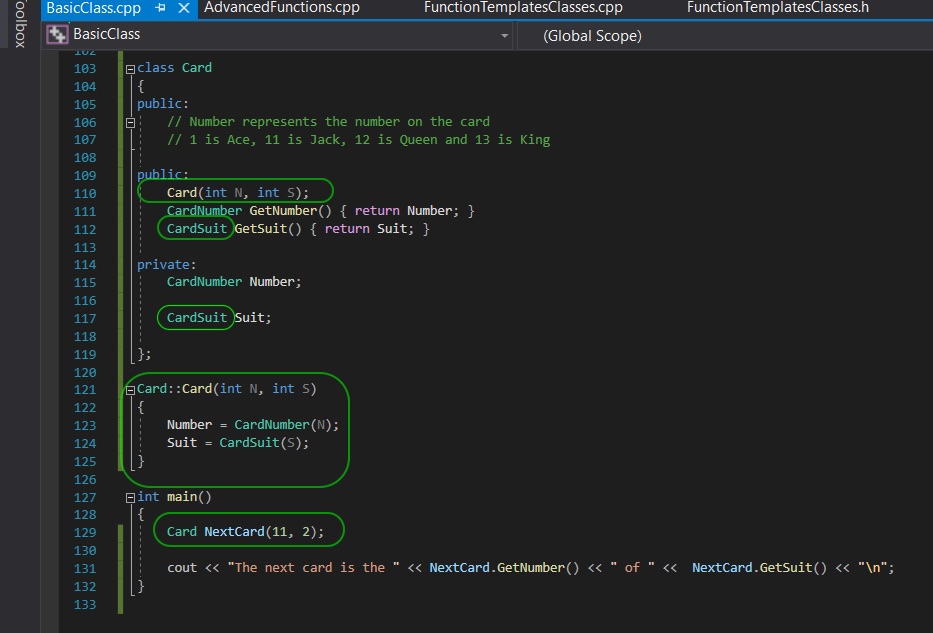 BasicClass.cpp AdvancedFunctions.cpp FunctionTemplatesClasses.cpp FunctionTemplatesClasses.h
oolbox
BasicClass (Global Scope)
102
103 class Card
104 {
105 public:
106 // Number represents the number on the card
107 // 1 is Ace, 11 is Jack, 12 is Queen and 13 is King
108
109 public:
110 Card(int N, int S);
111 CardNumber GetNumber() { return Number; }
112 CardSuit GetSuit() { return Suit; }
113
114 private:
115 CardNumber Number;
116
117 CardSuit Suit;
118
119 };
120
121 Card::Card(int N, int S)
122 {
123 Number = CardNumber(N);
124 Suit = CardSuit(S);
125 }
126
127 int main()
128 {
129 Card NextCard(11, 2);
130
131 cout << "The next card is the " << NextCard.GetNumber() << " of " << NextCard.GetSuit() << "\n";
132 }
133